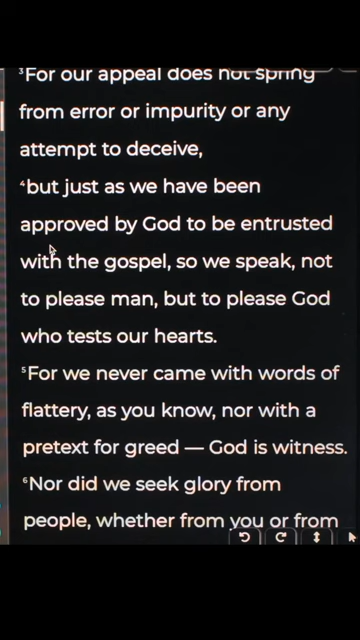 ³For our appeal does not spring
from error or impurity or any
attempt to deceive,
⁴but just as we have been
approved by God to be entrusted
with the gospel, so we speak, not
to please man, but to please God
who tests our hearts.
⁵For we never came with words of
flattery, as you know, nor with a
pretext for greed — God is witness.
⁶Nor did we seek glory from
people, whether from you or from